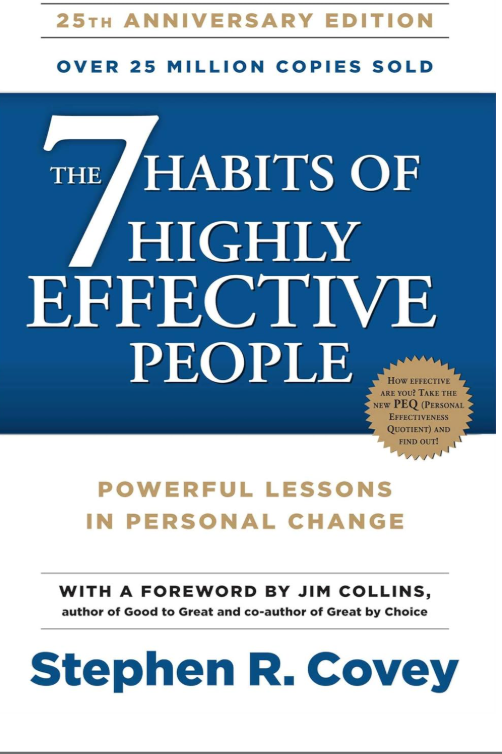 25TH ANNIVERSARY EDITION
OVER 25 MILLION COPIES SOLD
THE 7 HABITS OF
HIGHLY
EFFECTIVE
PEOPLE
HOW EFFECTIVE
ARE YOU? TAKE THE
NEW PEQ (PERSONAL
EFFECTIVENESS
QUOTIENT) AND
FIND OUT!
POWERFUL LESSONS
IN PERSONAL CHANGE
WITH A FOREWORD BY JIM COLLINS,
author of Good to Great and co-author of Great by Choice
Stephen R. Covey